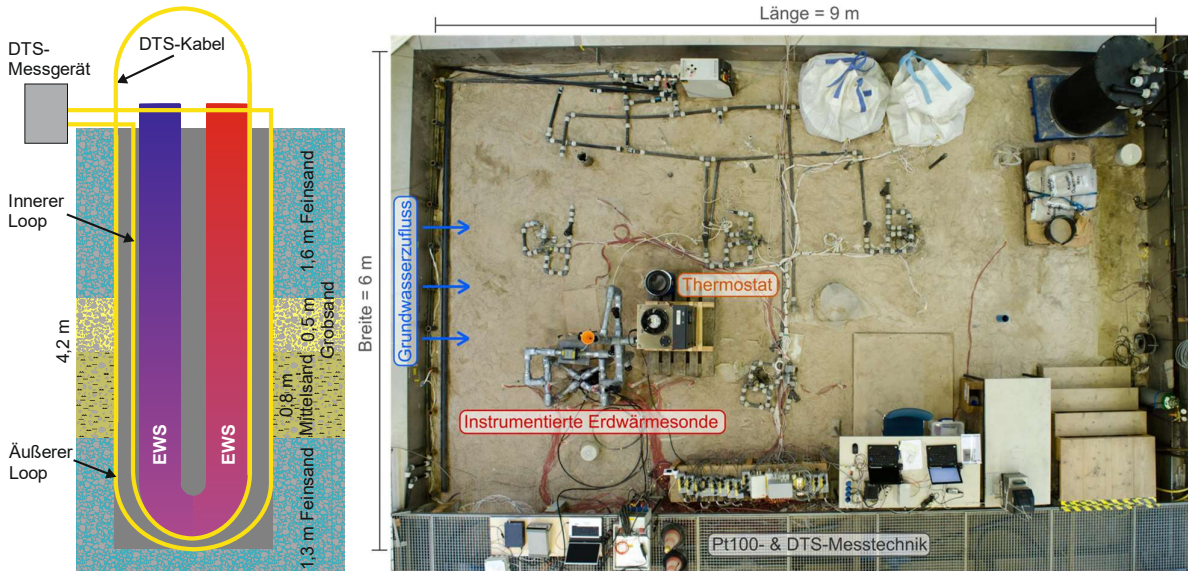 DTS-
Messgerät
DTS-Kabel
Innerer
Loop
Äußerer
Loop
4,2 m
EWS
EWS
1,6 m Feinsand
0,5 m
Grobsand
0,8 m
Mittelsand
1,3 m Feinsand
Länge = 9 m
Breite = 6 m
Grundwasserzufluss
Thermostat
Instrumentierte Erdwärmesonde
Pt100- & DTS-Messtechnik